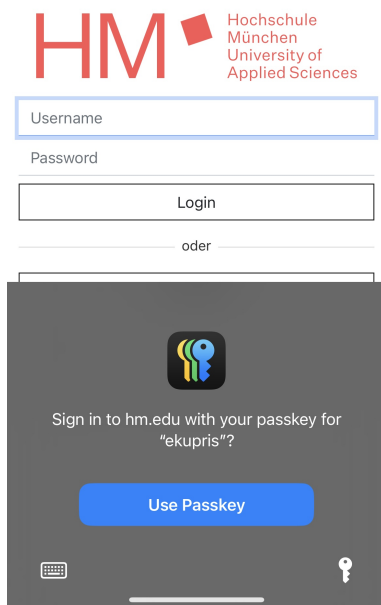 HM
Hochschule
München
University of
Applied Sciences
Username
Password
Login
oder
Sign in to hm.edu with your passkey for
“ekupris”?
Use Passkey